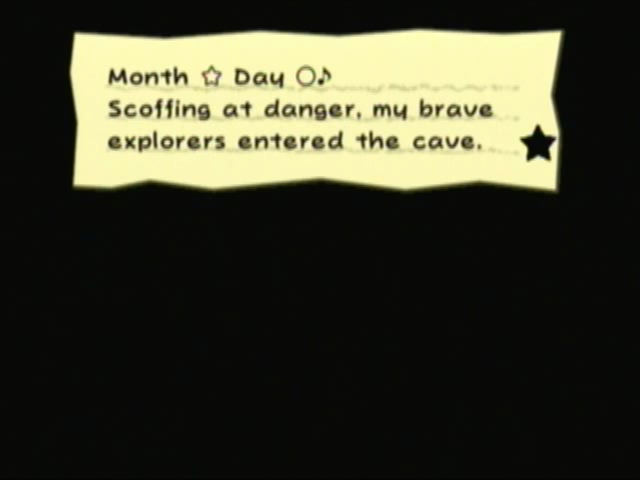 Month ☆ Day ○♪
Scoffing at danger, my brave
explorers entered the cave.